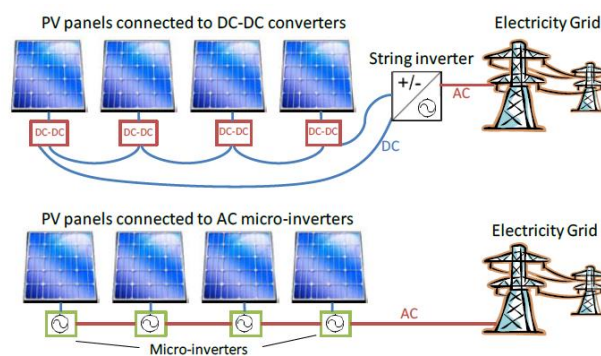 PV panels connected to DC-DC converters
Electricity Grid
String inverter
+/-
AC
DC-DC
DC-DC
DC-DC
DC-DC
DC
PV panels connected to AC micro-inverters
Electricity Grid
AC
Micro-inverters